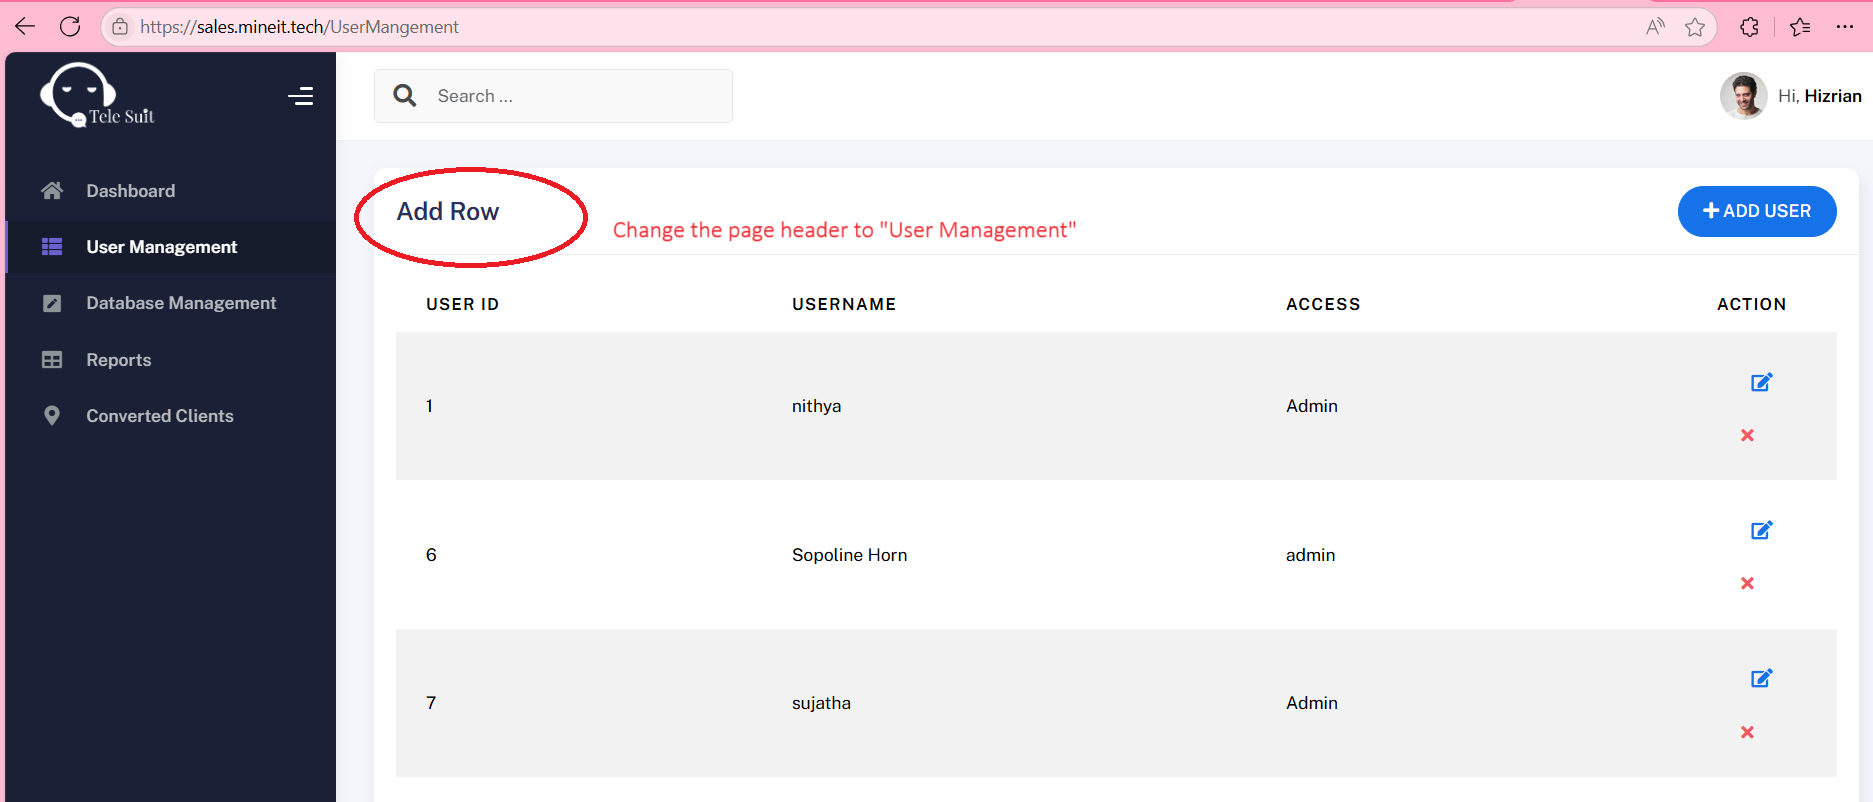 https://sales.mineit.tech/UserMangement
Tele Suit
Search ...
Hi, Hizrian
Dashboard
User Management
Database Management
Reports
Converted Clients
Add Row
Change the page header to "User Management"
ADD USER
USER ID USERNAME ACCESS ACTION
1 nithya Admin
6 Sopoline Horn admin
7 sujatha Admin